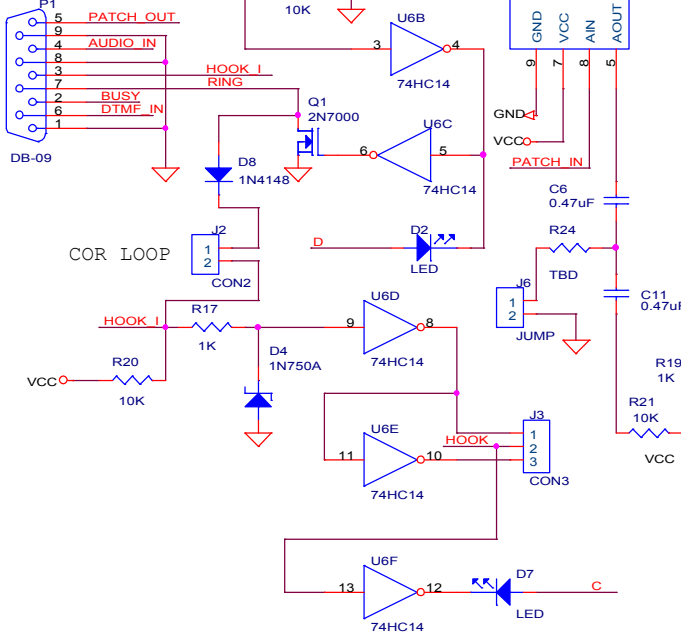 P1
5 PATCH_OUT
9
4 AUDIO_IN
8
3 HOOK_I
7 RING
2 BUSY
6 DTMF_IN
1
DB-09
10K
U6B
3 4
74HC14
GND
VCC
AIN
AOUT
9 7 8 5
GND
VCC
PATCH_IN
Q1
2N7000
U6C
6 5
74HC14
D8
1N4148
J2
1
2
CON2
COR LOOP
D
D2
LED
C6
0.47uF
R24
TBD
J6
1
2
JUMP
C11
0.47uF
HOOK_I
R17
1K
U6D
9 8
74HC14
D4
1N750A
VCC
R20
10K
R19
1K
R21
10K
VCC
U6E
11 10
74HC14
HOOK
J3
1
2
3
CON3
U6F
13 12
74HC14
D7
LED
C